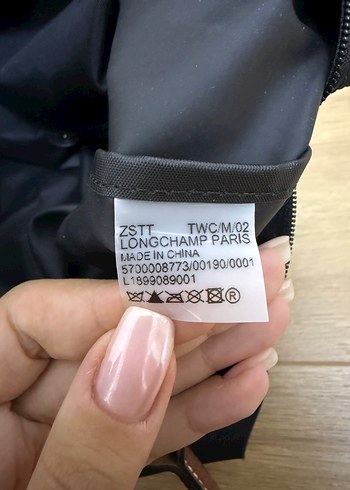 ZSTT TWC/M/02
LONGCHAMP PARIS
MADE IN CHINA
5700008773/00190/0001
L1899089001
®